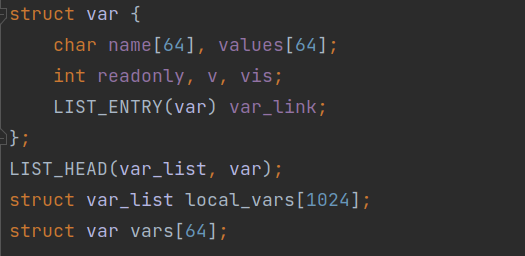 struct var {
    char name[64], values[64];
    int readonly, v, vis;
    LIST_ENTRY(var) var_link;
};
LIST_HEAD(var_list, var);
struct var_list local_vars[1024];
struct var vars[64];